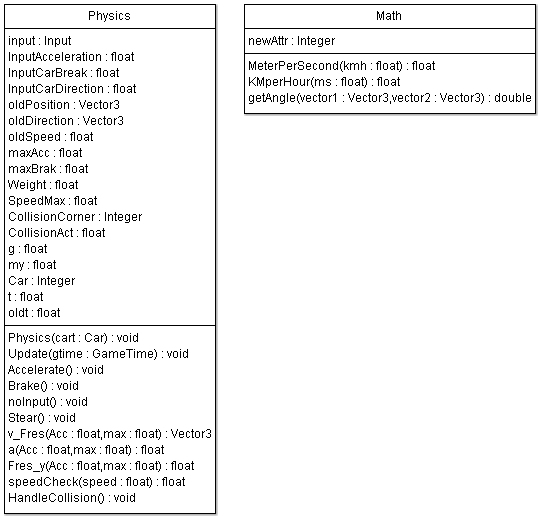 Physics
input : Input
InputAcceleration : float
InputCarBreak : float
InputCarDirection : float
oldPosition : Vector3
oldDirection : Vector3
oldSpeed : float
maxAcc : float
maxBrak : float
Weight : float
SpeedMax : float
CollisionCorner : Integer
CollisionAct : float
g : float
my : float
Car : Integer
t : float
oldt : float
Physics(cart : Car) : void
Update(gtime : GameTime) : void
Accelerate() : void
Brake() : void
noInput() : void
Stear() : void
v_Fres(Acc : float,max : float) : Vector3
a(Acc : float,max : float) : float
Fres_y(Acc : float,max : float) : float
speedCheck(speed : float) : float
HandleCollision() : void
Math
newAttr : Integer
MeterPerSecond(kmh : float) : float
KMperHour(ms : float) : float
getAngle(vector1 : Vector3,vector2 : Vector3) : double